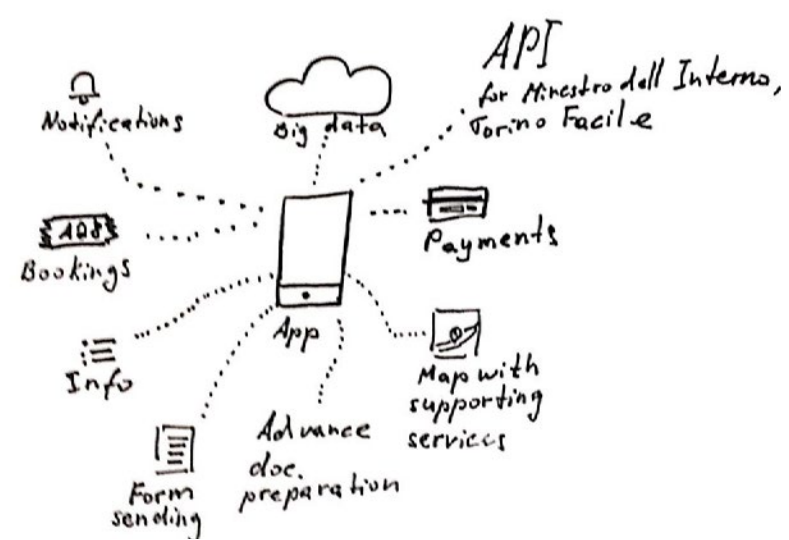 API
for Minestro dell Interno,
Torino Facile
Notifications
Big data
Payments
Bookings
App
Info
Map with
supporting
services
Advance
doc.
preparation
Form
sending